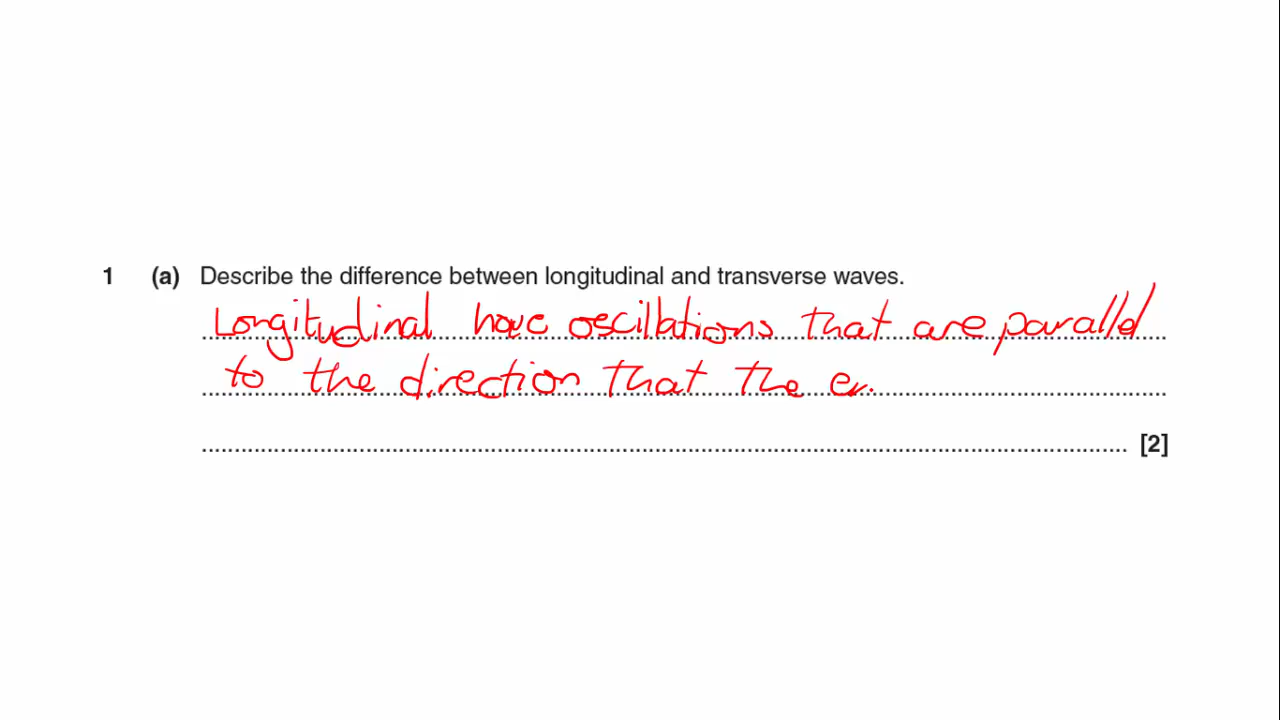 1 (a) Describe the difference between longitudinal and transverse waves.
Longitudinal have oscillations that are parallel
to the direction that the en
[2]